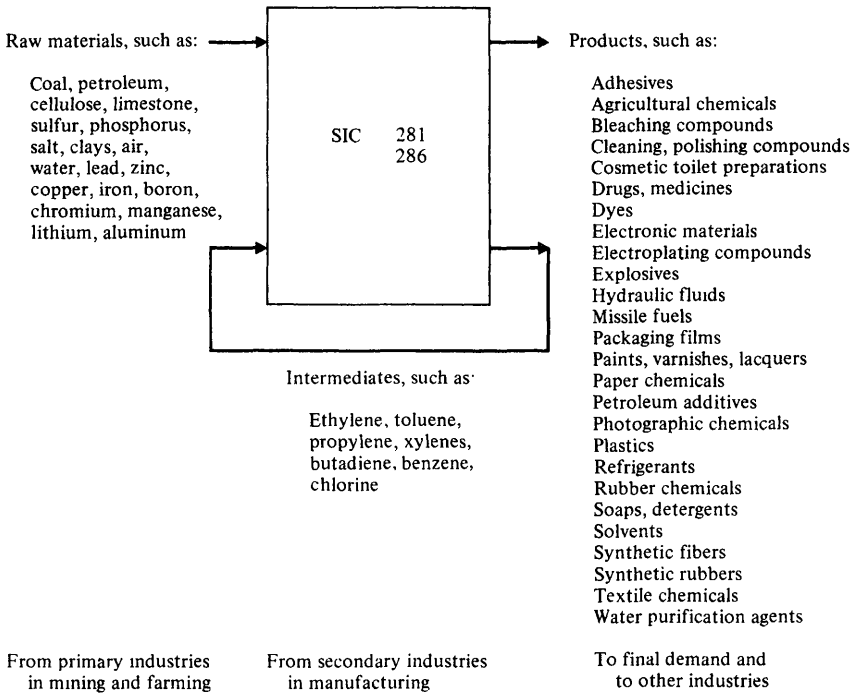 Raw materials, such as:
Coal, petroleum,
cellulose, limestone,
sulfur, phosphorus,
salt, clays, air,
water, lead, zinc,
copper, iron, boron,
chromium, manganese,
lithium, aluminum
SIC 281
286
Intermediates, such as·
Ethylene, toluene,
propylene, xylenes,
butadiene, benzene,
chlorine
Products, such as:
Adhesives
Agricultural chemicals
Bleaching compounds
Cleaning, polishing compounds
Cosmetic toilet preparations
Drugs, medicines
Dyes
Electronic materials
Electroplating compounds
Explosives
Hydraulic fluids
Missile fuels
Packaging films
Paints, varnishes, lacquers
Paper chemicals
Petroleum additives
Photographic chemicals
Plastics
Refrigerants
Rubber chemicals
Soaps, detergents
Solvents
Synthetic fibers
Synthetic rubbers
Textile chemicals
Water purification agents
From primary industries
in mining and farming
From secondary industries
in manufacturing
To final demand and
to other industries